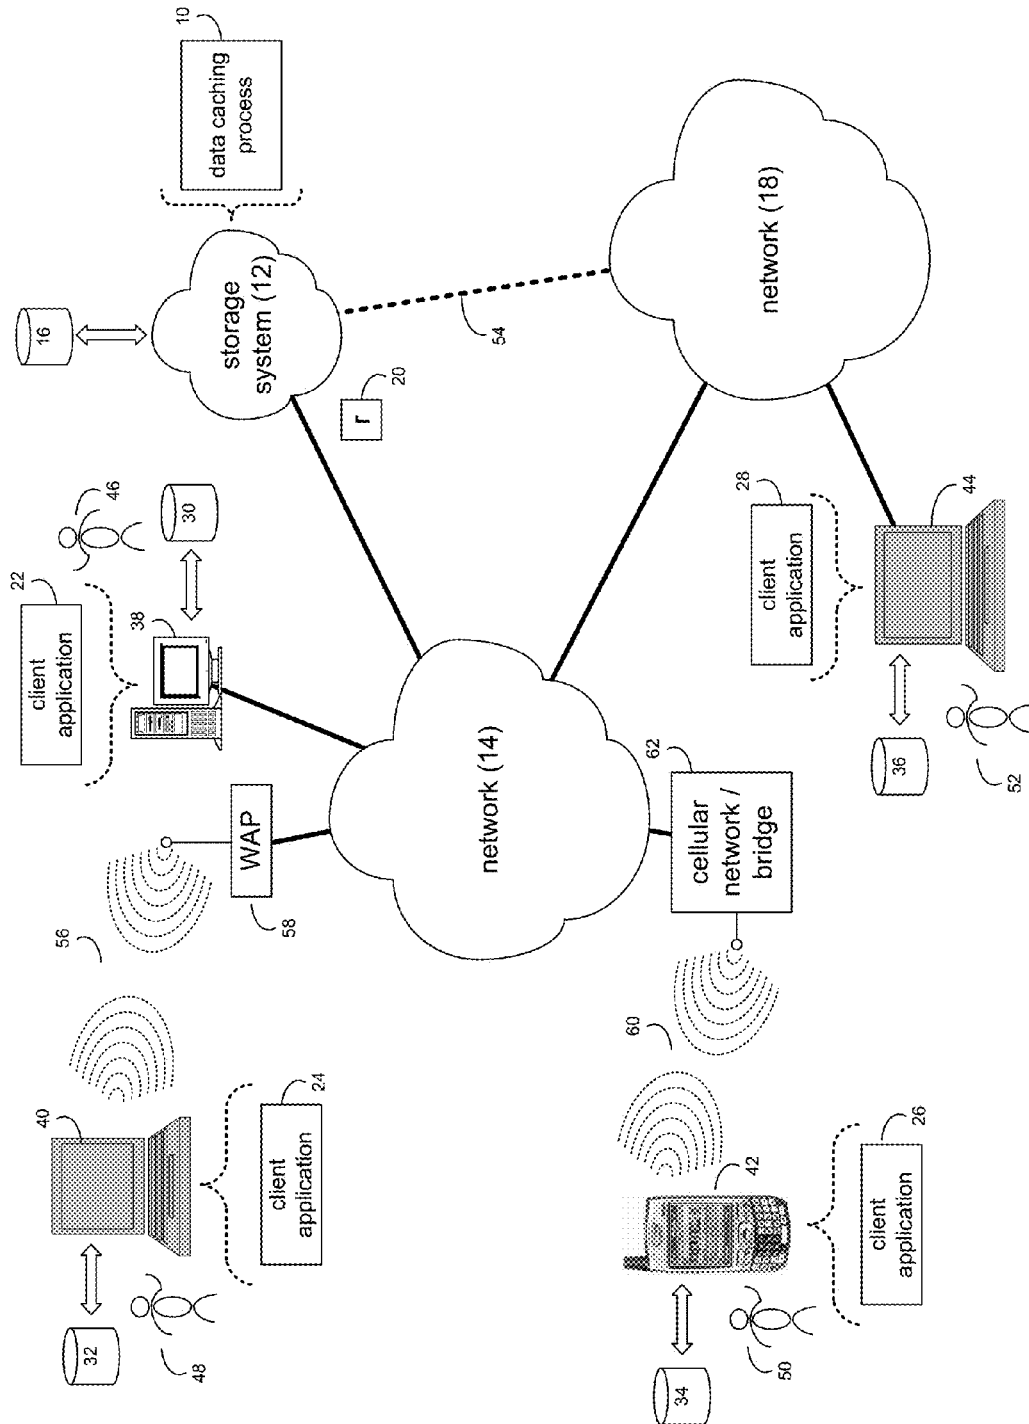 22
client
application
16
56
40
32
46
10
data caching
process
30
48
38
storage
system (12)
WAP
58
24
client
application
r
20
network (14)
54
60
62
cellular
network /
bridge
34
42
28
client
application
network (18)
50
26
client
application
36
44
52